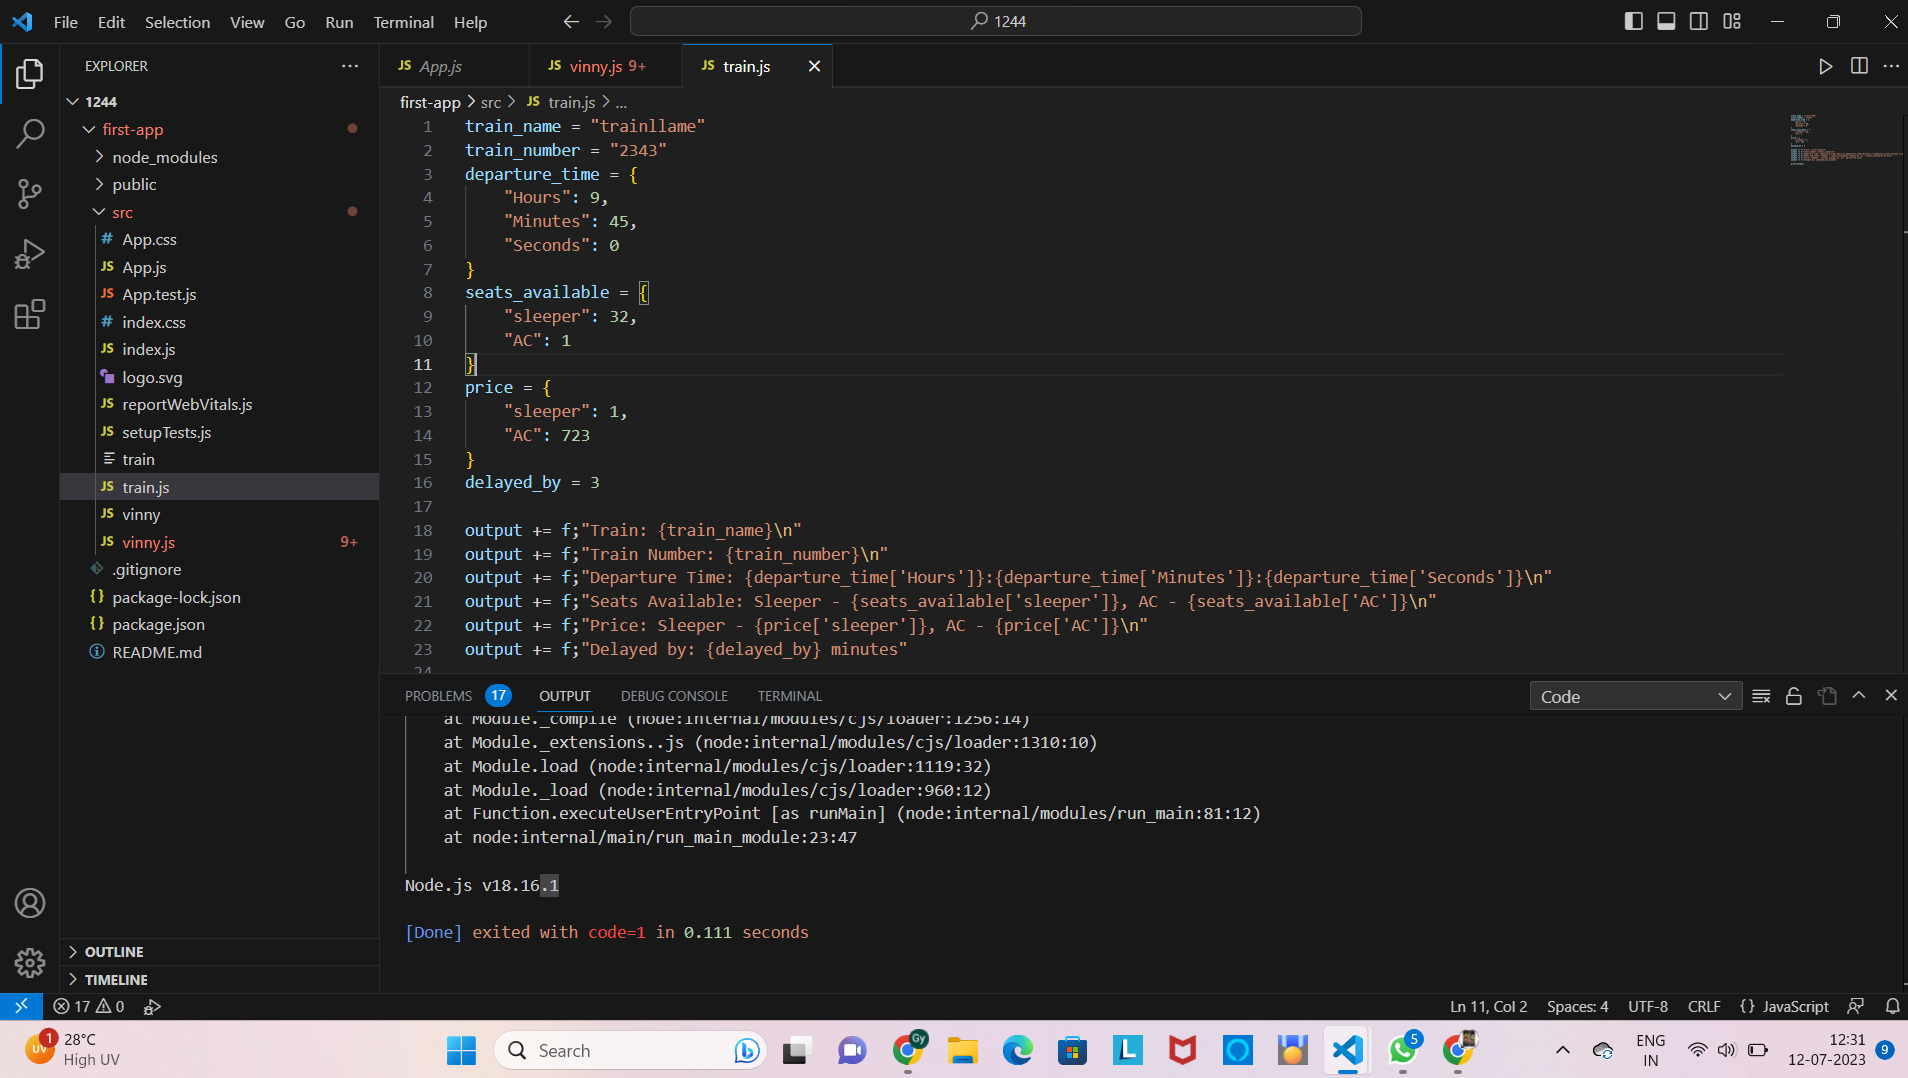 File Edit Selection View Go Run Terminal Help
1244
EXPLORER
1244
first-app
node_modules
public
src
# App.css
JS App.js
JS App.test.js
# index.css
JS index.js
logo.svg
JS reportWebVitals.js
JS setupTests.js
train
JS train.js
JS vinny
JS vinny.js 9+
.gitignore
{} package-lock.json
{} package.json
README.md
OUTLINE
TIMELINE
JS App.js JS vinny.js 9+ JS train.js
first-app > src > JS train.js > ...
1 train_name = "trainllame"
2 train_number = "2343"
3 departure_time = {
4 "Hours": 9,
5 "Minutes": 45,
6 "Seconds": 0
7 }
8 seats_available = {
9 "sleeper": 32,
10 "AC": 1
11 }
12 price = {
13 "sleeper": 1,
14 "AC": 723
15 }
16 delayed_by = 3
17
18 output += f;"Train: {train_name}\n"
19 output += f;"Train Number: {train_number}\n"
20 output += f;"Departure Time: {departure_time['Hours']}:{departure_time['Minutes']}:{departure_time['Seconds']}\n"
21 output += f;"Seats Available: Sleeper - {seats_available['sleeper']}, AC - {seats_available['AC']}\n"
22 output += f;"Price: Sleeper - {price['sleeper']}, AC - {price['AC']}\n"
23 output += f;"Delayed by: {delayed_by} minutes"
24
PROBLEMS 17 OUTPUT DEBUG CONSOLE TERMINAL Code
at Module._compile (node:internal/modules/cjs/loader:1256:14)
at Module._extensions..js (node:internal/modules/cjs/loader:1310:10)
at Module.load (node:internal/modules/cjs/loader:1119:32)
at Module._load (node:internal/modules/cjs/loader:960:12)
at Function.executeUserEntryPoint [as runMain] (node:internal/modules/run_main:81:12)
at node:internal/main/run_main_module:23:47
Node.js v18.16.1
[Done] exited with code=1 in 0.111 seconds
17 0 Ln 11, Col 2 Spaces: 4 UTF-8 CRLF {} JavaScript
UV 1 28°C
High UV
Search
Gy
L
5
ENG
IN
12:31
12-07-2023
9